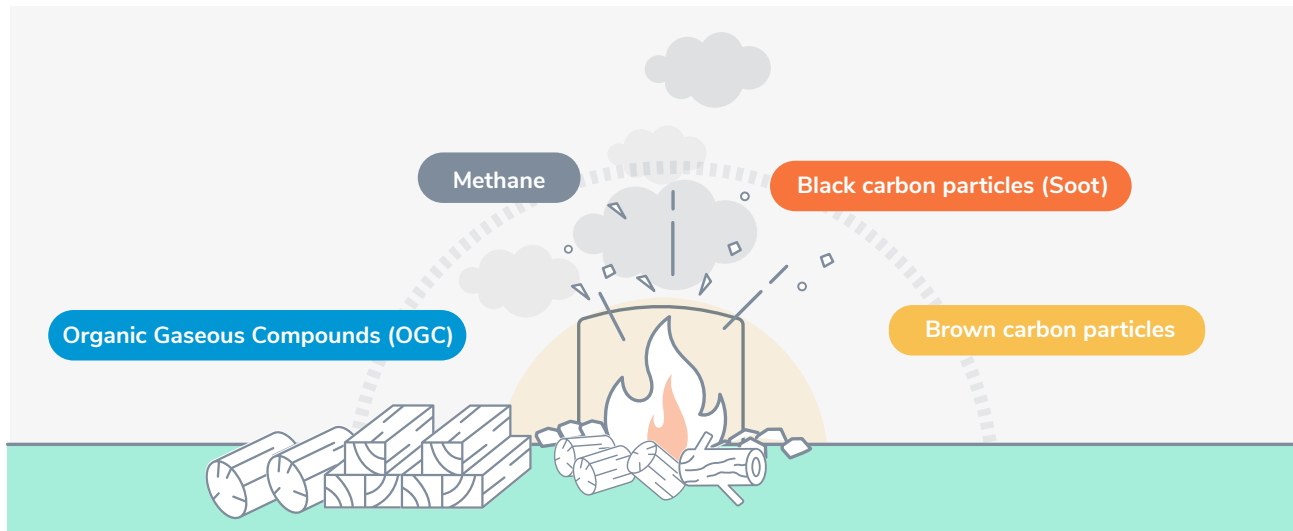 Methane
Black carbon particles (Soot)
Organic Gaseous Compounds (OGC)
Brown carbon particles